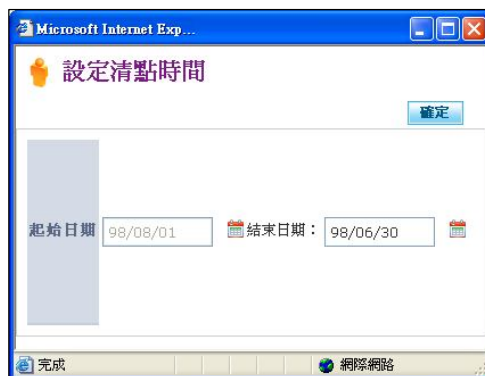 Microsoft Internet Exp...
設定清點時間
確定
起始日期 98/08/01 結束日期： 98/06/30
完成 網際網路